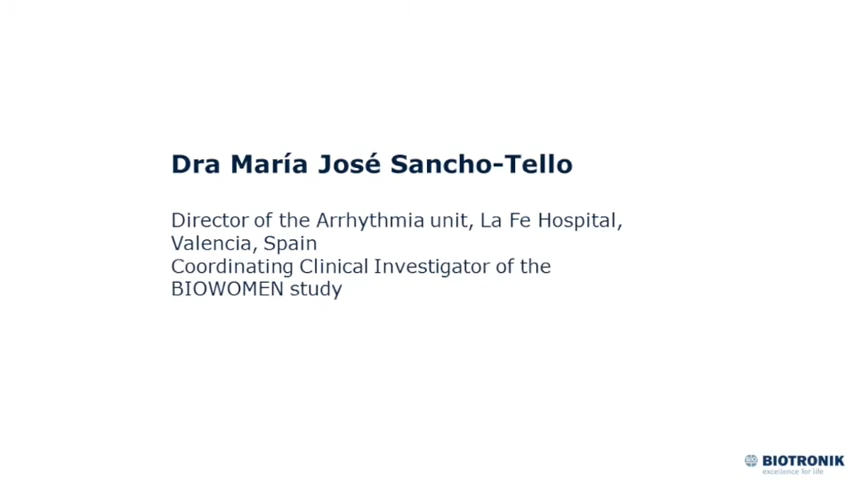 Dra María José Sancho-Tello
Director of the Arrhythmia unit, La Fe Hospital,
Valencia, Spain
Coordinating Clinical Investigator of the
BIOWOMEN study
BIOTRONIK
excellence for life